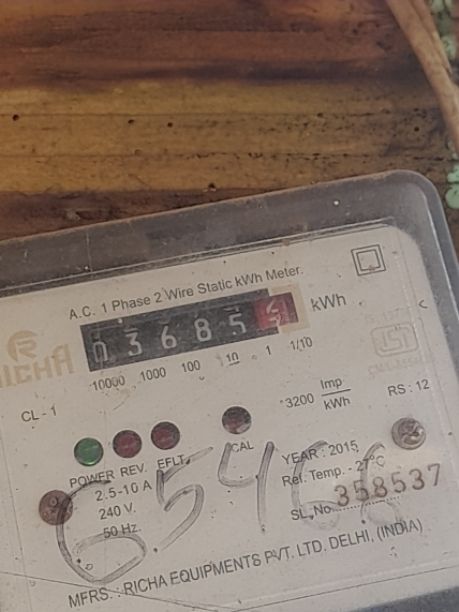 A.C. 1 Phase 2 Wire Static kWh Meter.
036855 kWh
10000 1000 100 10 1 1/10
RICHA
CL - 1
*3200 Imp/kWh
RS : 12
POWER REV. EFLT. CAL
2.5-10 A
240 V.
50 Hz.
YEAR : 2015,
Ref. Temp. - 27°C
SL. No. 358537
MFRS. : RICHA EQUIPMENTS PVT. LTD. DELHI, (INDIA)